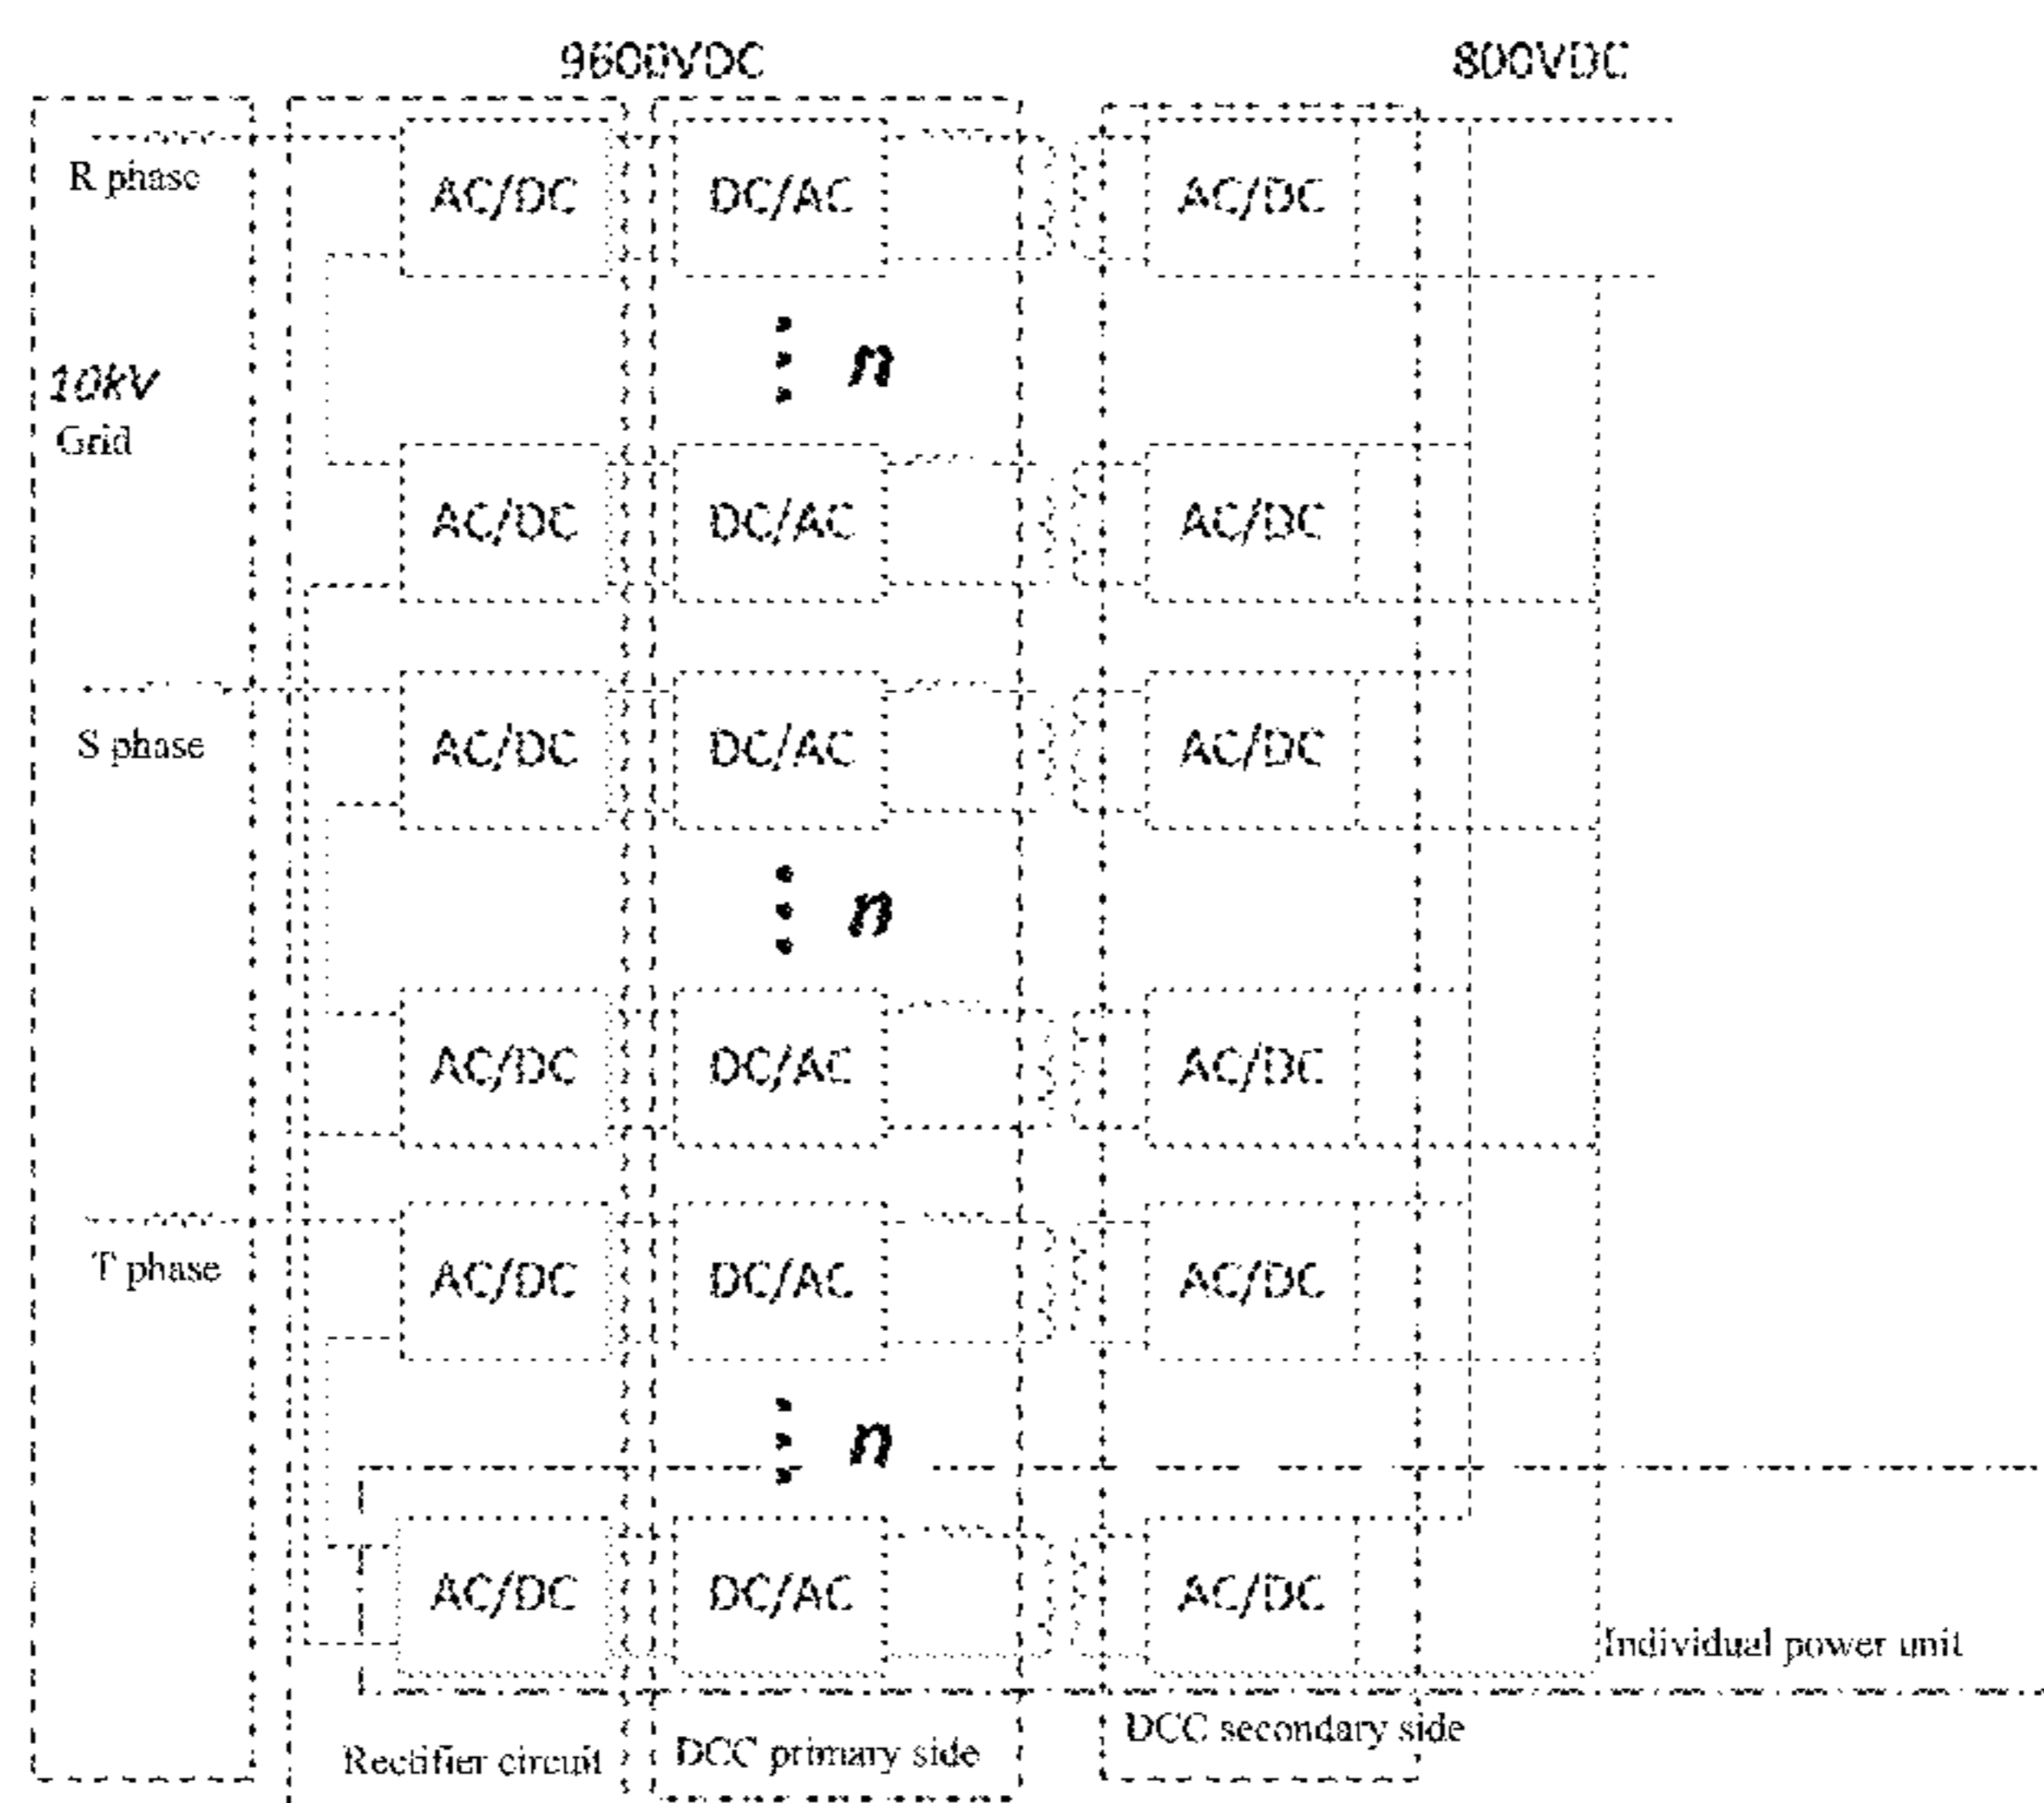 9600VDC 800VDC
R phase AC/DC DC/AC AC/DC
n
10kV
Grid
AC/DC DC/AC AC/DC
S phase AC/DC DC/AC AC/DC
n
AC/DC DC/AC AC/DC
T phase AC/DC DC/AC AC/DC
n
AC/DC DC/AC AC/DC
Individual power unit
Rectifier circuit DCC primary side DCC secondary side